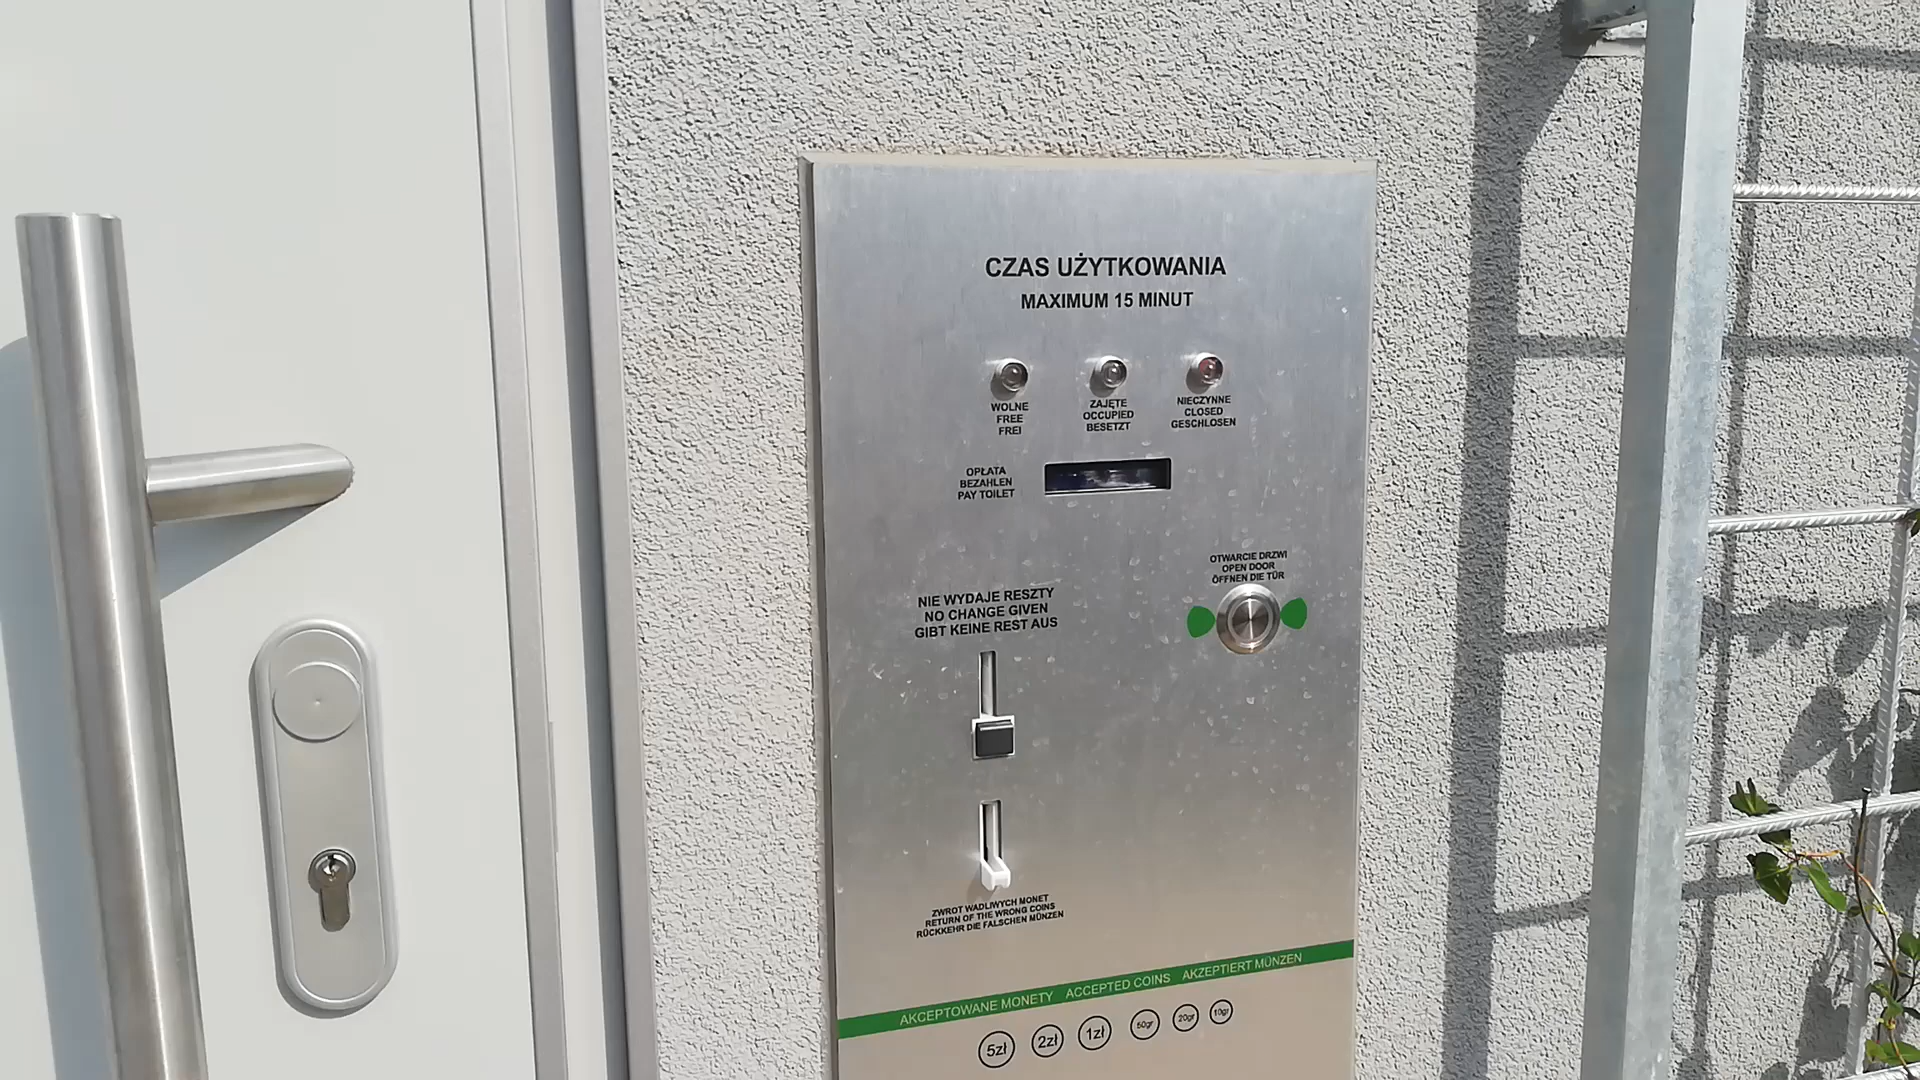 CZAS UŻYTKOWANIA
MAXIMUM 15 MINUT
WOLNE
FREE
FREI
ZAJĘTE
OCCUPIED
BESETZT
NIECZYNNE
CLOSED
GESCHLOSEN
OPŁATA
BEZAHLEN
PAY TOILET
OTWARCIE DRZWI
OPEN DOOR
ÖFFNEN DIE TÜR
NIE WYDAJE RESZTY
NO CHANGE GIVEN
GIBT KEINE REST AUS
ZWROT WADLIWYCH MONET
RETURN OF THE WRONG COINS
RÜCKKEHR DIE FALSCHEN MÜNZEN
AKCEPTOWANE MONETY ACCEPTED COINS AKZEPTIERT MÜNZEN
5zł 2zł 1zł 50gr 20gr 10gr